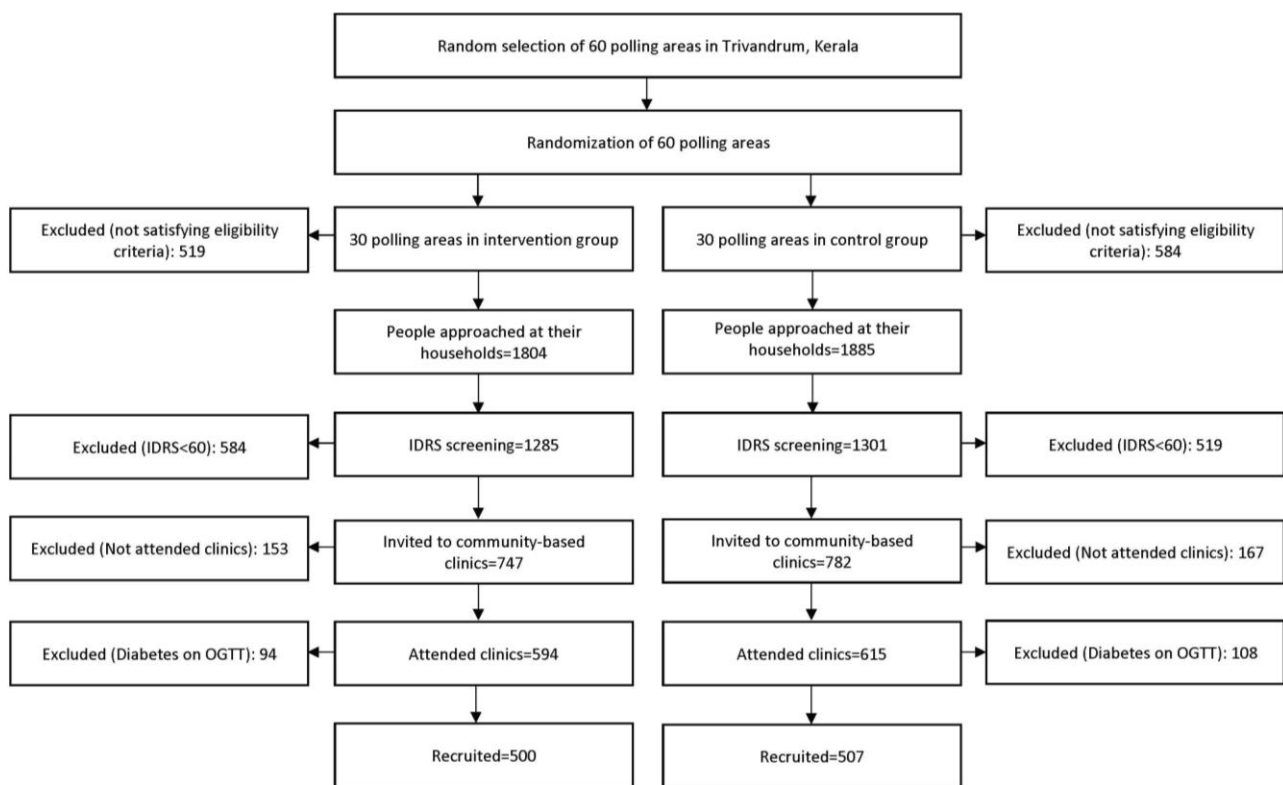 Random selection of 60 polling areas in Trivandrum, Kerala
Randomization of 60 polling areas
Excluded (not satisfying eligibility
criteria): 519
30 polling areas in intervention group
30 polling areas in control group
Excluded (not satisfying eligibility
criteria): 584
People approached at their
households=1804
People approached at their
households=1885
Excluded (IDRS<60): 584
IDRS screening=1285
IDRS screening=1301
Excluded (IDRS<60): 519
Excluded (Not attended clinics): 153
Invited to community-based
clinics=747
Invited to community-based
clinics=782
Excluded (Not attended clinics): 167
Excluded (Diabetes on OGTT): 94
Attended clinics=594
Attended clinics=615
Excluded (Diabetes on OGTT): 108
Recruited=500
Recruited=507